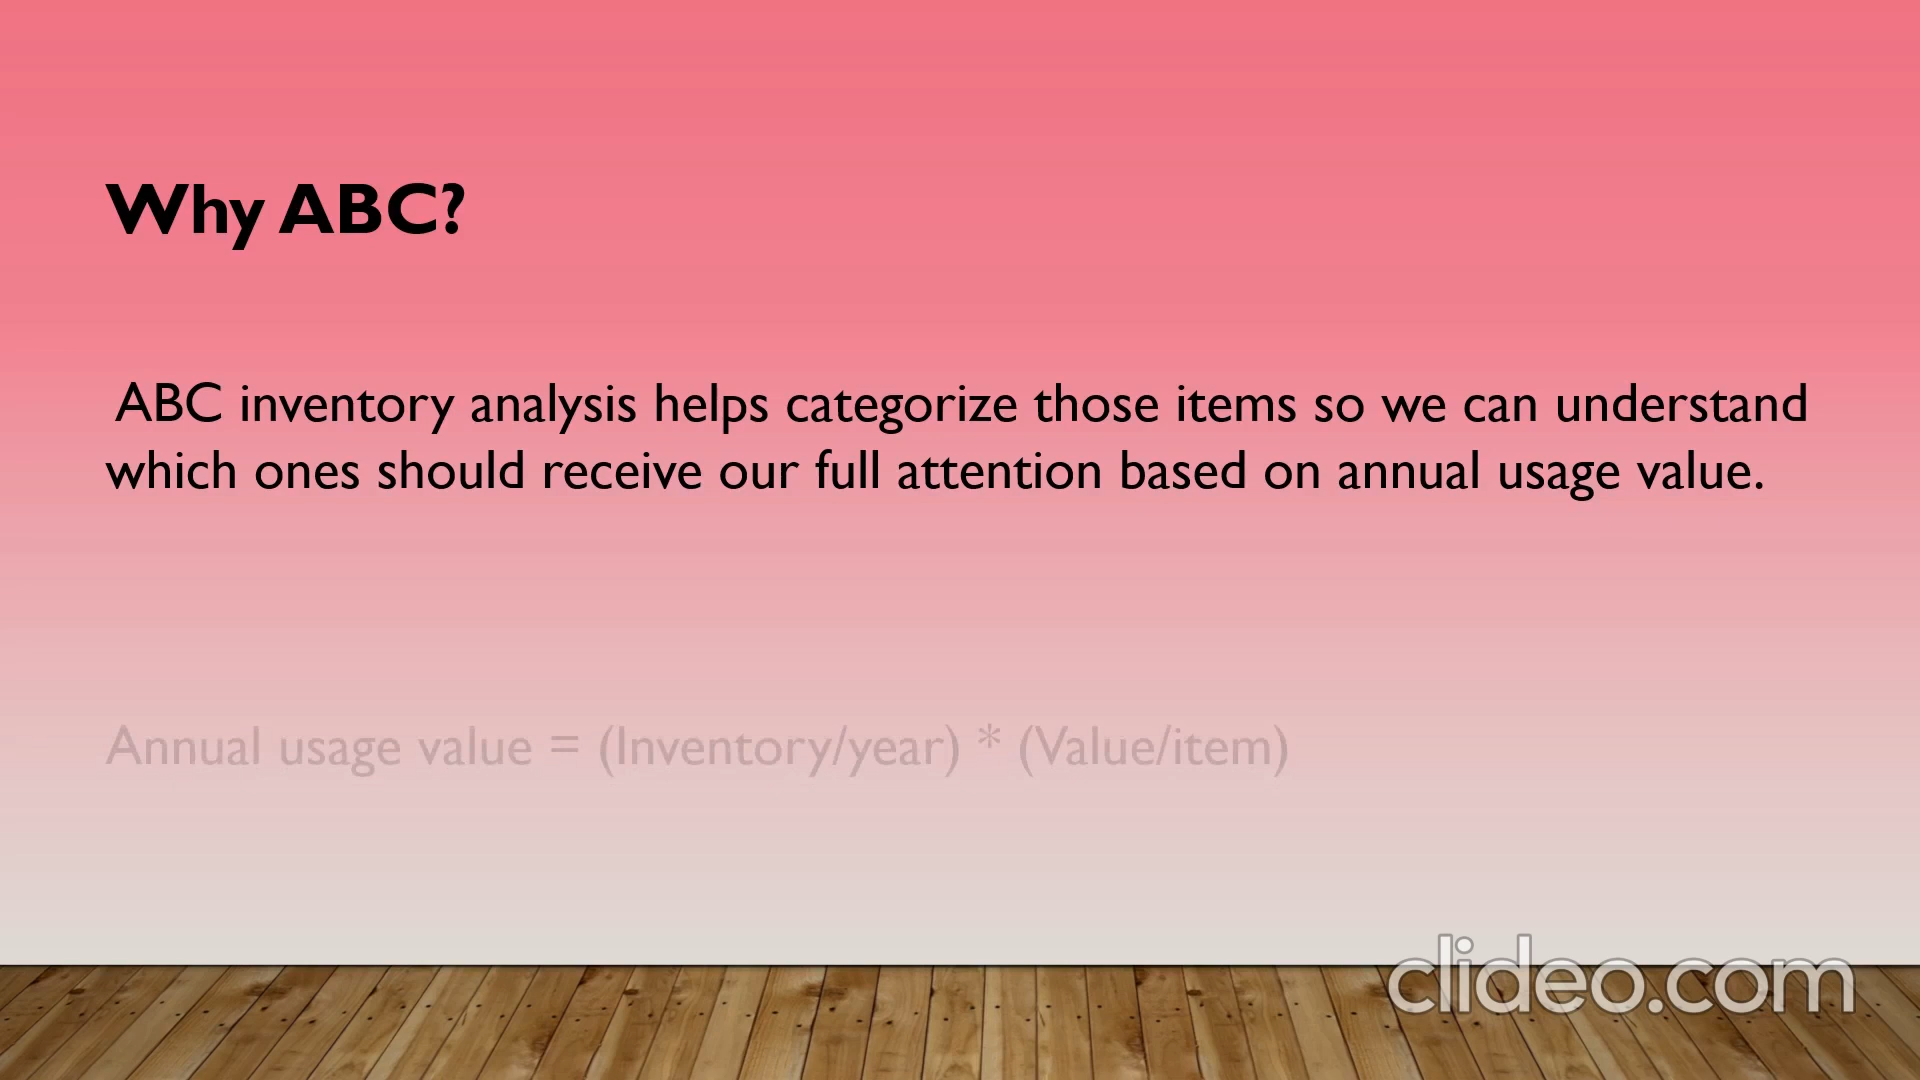 Why ABC?
ABC inventory analysis helps categorize those items so we can understand
which ones should receive our full attention based on annual usage value.
Annual usage value = (Inventory/year) * (Value/item)
clideo.com